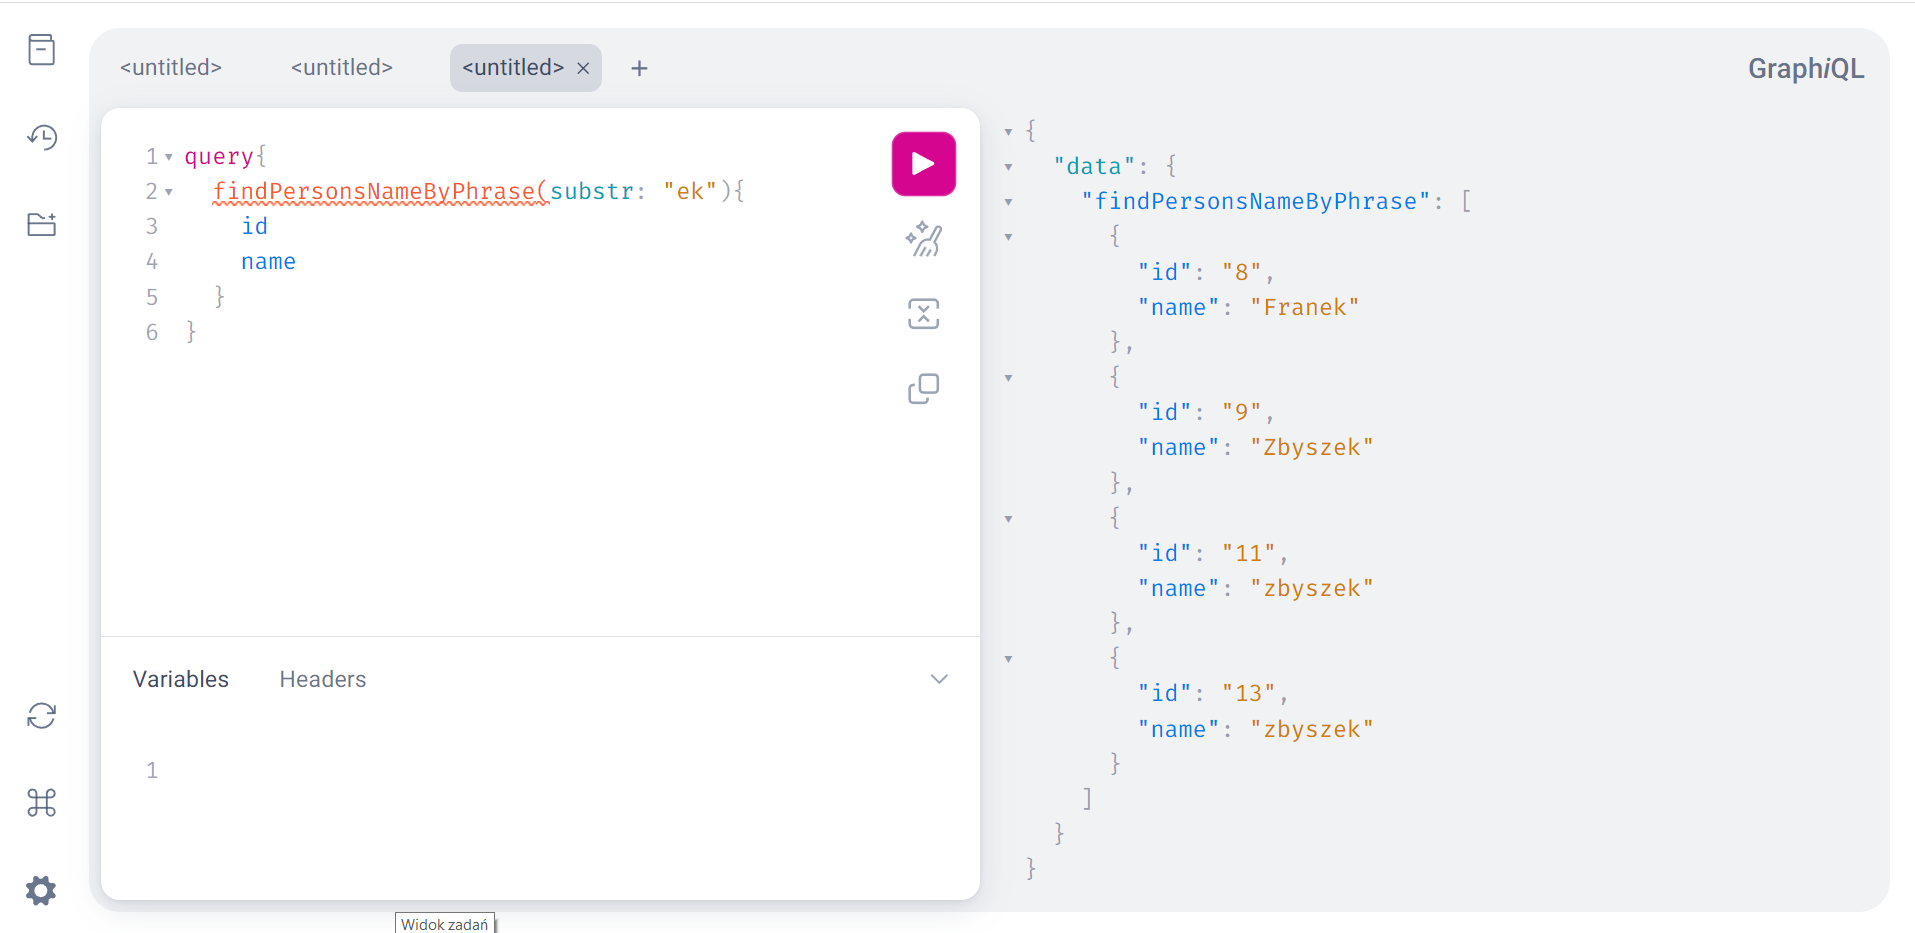 <untitled> <untitled> <untitled> × +
GraphiQL
1 query{
2 findPersonsNameByPhrase(substr: "ek"){
3 id
4 name
5 }
6 }
Variables Headers
1
{
"data": {
"findPersonsNameByPhrase": [
{
"id": "8",
"name": "Franek"
},
{
"id": "9",
"name": "Zbyszek"
},
{
"id": "11",
"name": "zbyszek"
},
{
"id": "13",
"name": "zbyszek"
}
]
}
}
Widok zadań